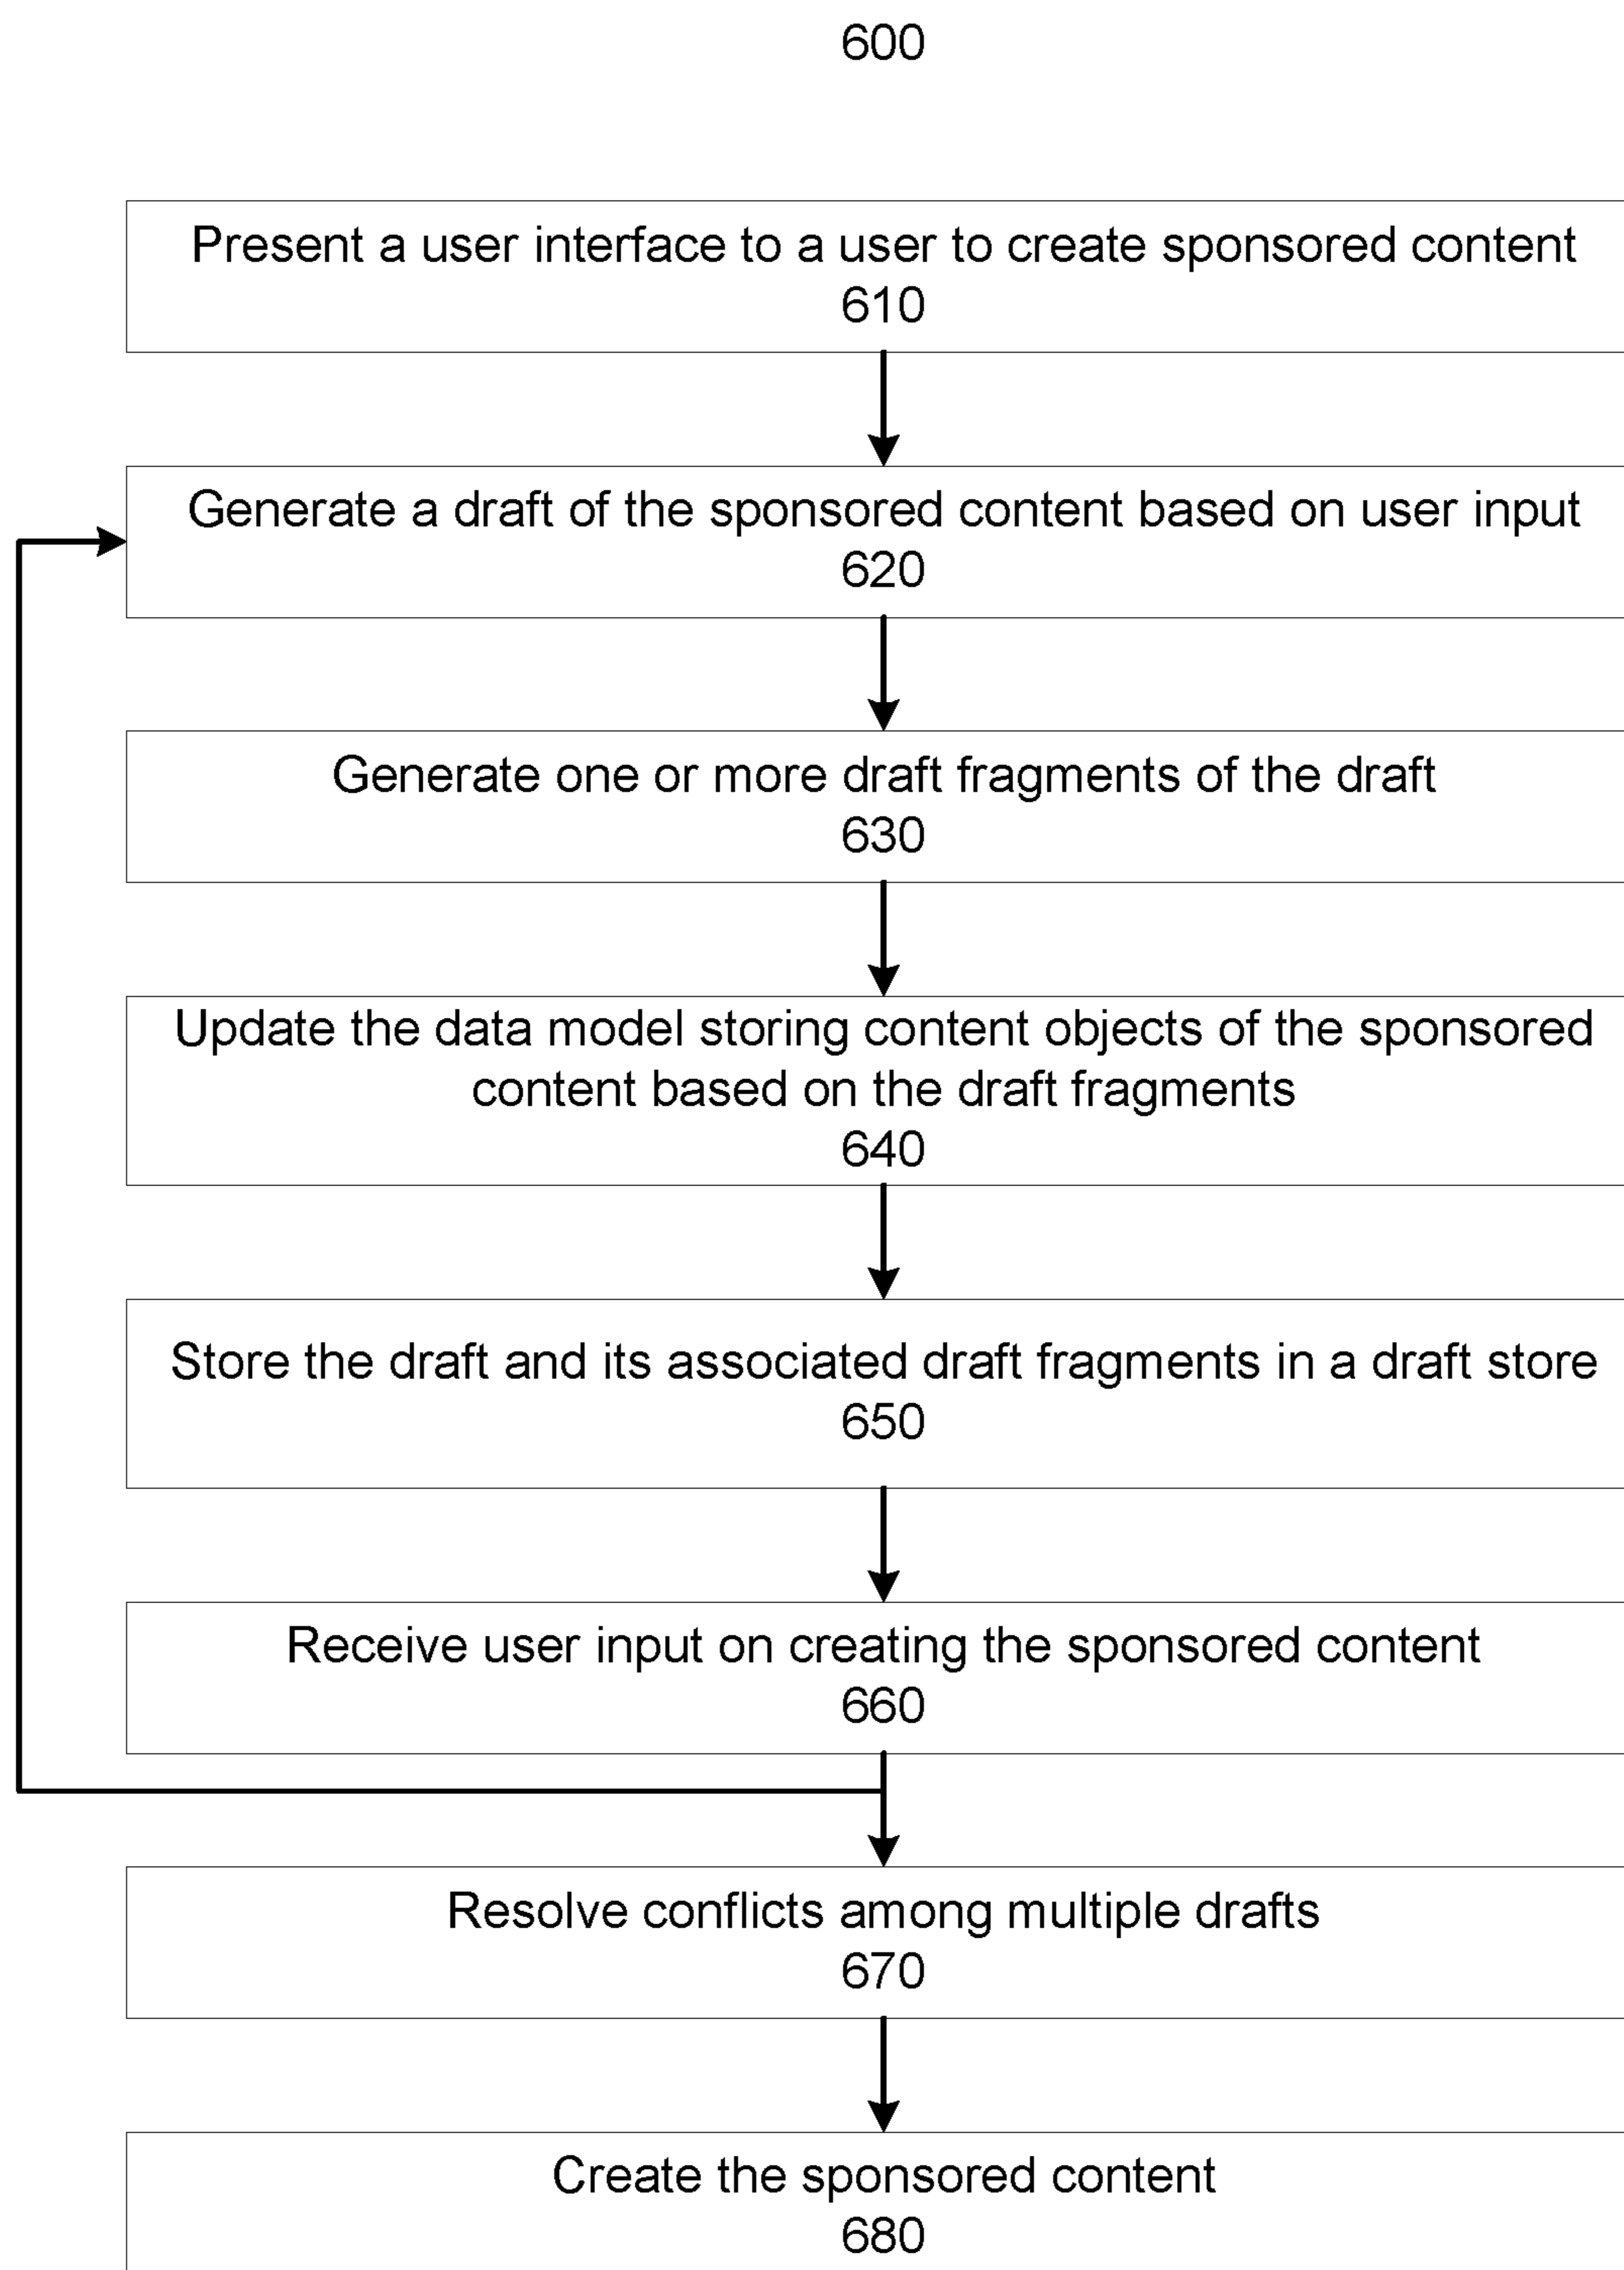 600
Present a user interface to a user to create sponsored content
610
Generate a draft of the sponsored content based on user input
620
Generate one or more draft fragments of the draft
630
Update the data model storing content objects of the sponsored
content based on the draft fragments
640
Store the draft and its associated draft fragments in a draft store
650
Receive user input on creating the sponsored content
660
Resolve conflicts among multiple drafts
670
Create the sponsored content
680